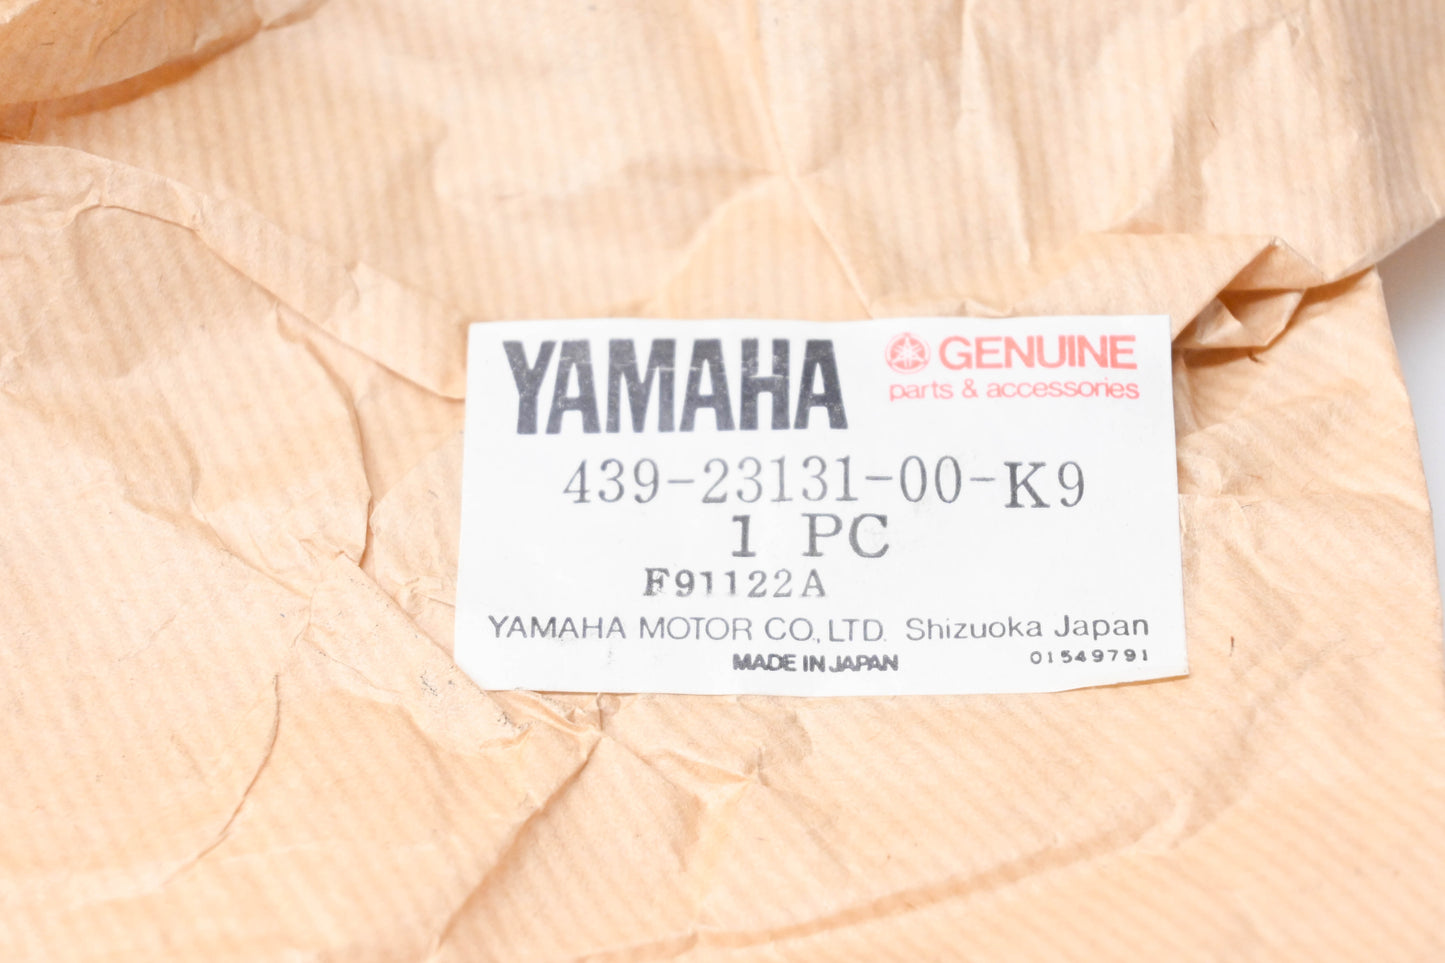 YAMAHA
GENUINE
parts & accessories
439-23131-00-K9
1 PC
F91122A
YAMAHA MOTOR CO., LTD. Shizuoka Japan
MADE IN JAPAN
01549791